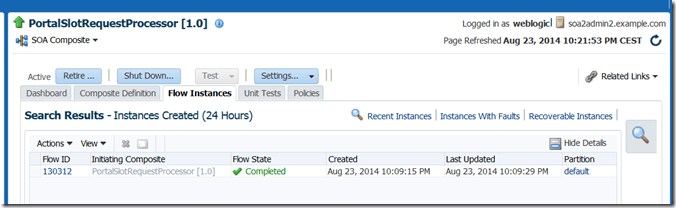 PortalSlotRequestProcessor [1.0] Logged in as weblogic soa2admin2.example.com
SOA Composite Page Refreshed Aug 23, 2014 10:21:53 PM CEST
Active Retire ... Shut Down... Test Settings... Related Links
Dashboard Composite Definition Flow Instances Unit Tests Policies
Search Results - Instances Created (24 Hours) Recent Instances Instances With Faults Recoverable Instances
Actions View Hide Details
Flow ID Initiating Composite Flow State Created Last Updated Partition
130312 PortalSlotRequestProcessor [1.0] Completed Aug 23, 2014 10:09:15 PM Aug 23, 2014 10:09:29 PM default